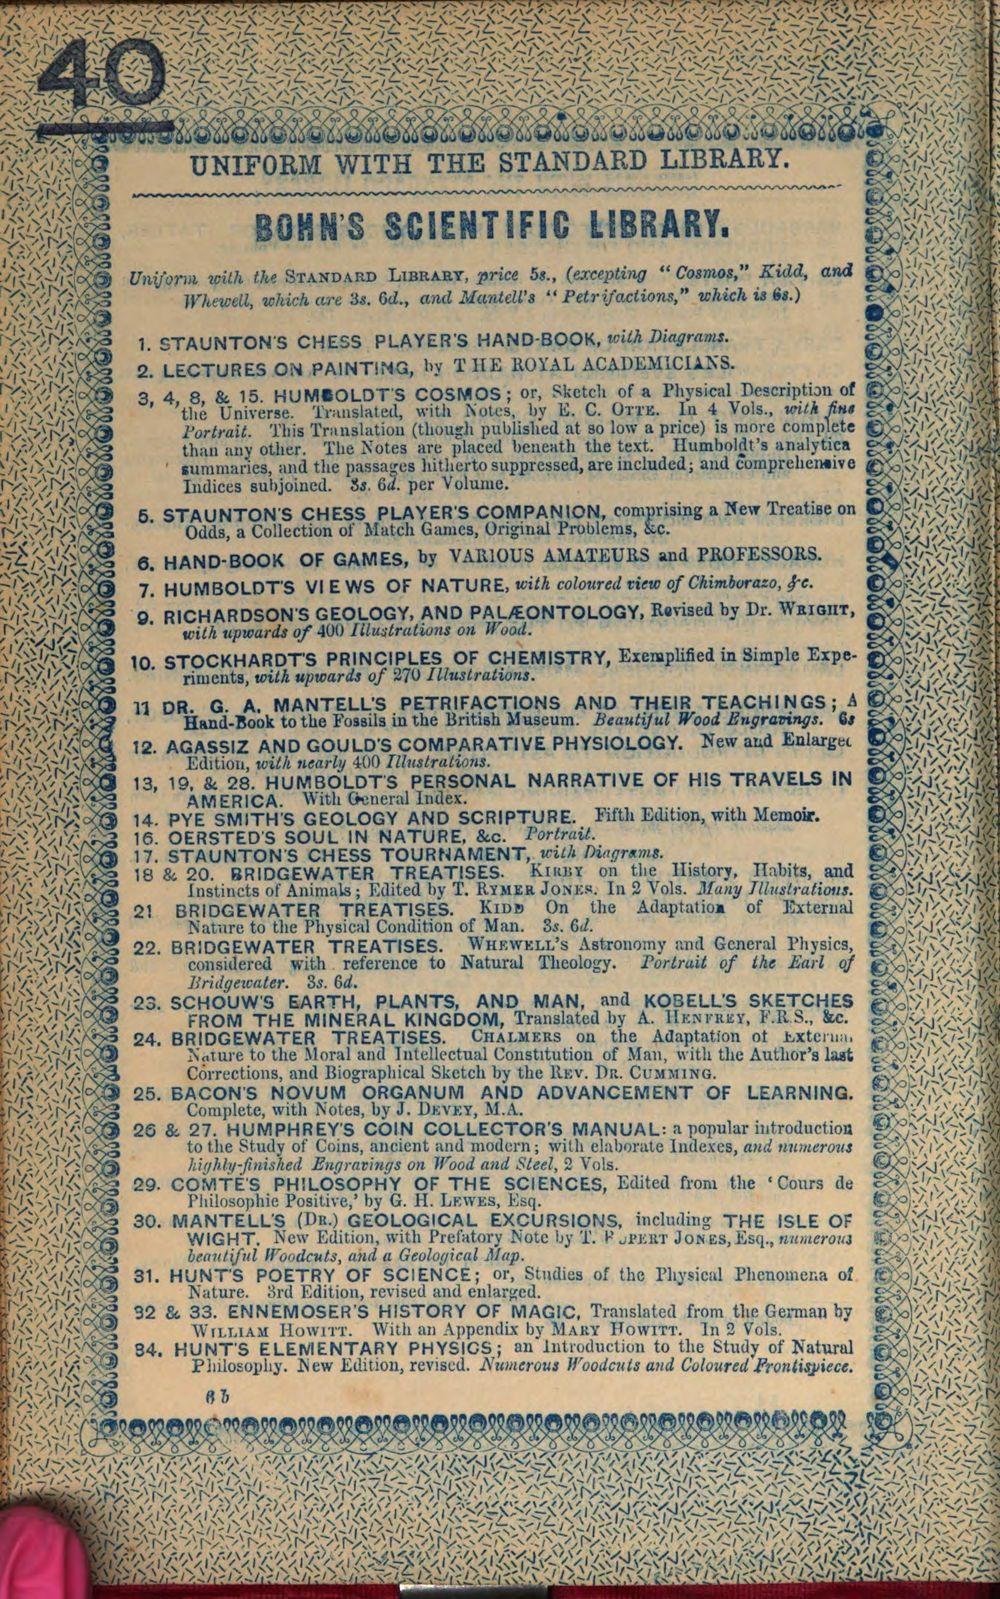 40
UNIFORM WITH THE STANDARD LIBRARY.
BOHN'S SCIENTIFIC LIBRARY.
Uniform with the STANDARD LIBRARY, price 5s., (excepting "Cosmos," Kidd, and
Whewell, which are 3s. 6d., and Mantell's "Petrifactions," which is 6s.)
1. STAUNTON'S CHESS PLAYER'S HAND-BOOK, with Diagrams.
2. LECTURES ON PAINTING, by THE ROYAL ACADEMICIANS.
3, 4, 8, & 15. HUMBOLDT'S COSMOS; or, Sketch of a Physical Description of
the Universe. Translated, with Notes, by E. C. OTTE. In 4 Vols., with fine
Portrait. This Translation (though published at so low a price) is more complete
than any other. The Notes are placed beneath the text. Humboldt's analytica
summaries, and the passages hitherto suppressed, are included; and comprehensive
Indices subjoined. 3s. 6d. per Volume.
5. STAUNTON'S CHESS PLAYER'S COMPANION, comprising a New Treatise on
Odds, a Collection of Match Games, Original Problems, &c.
6. HAND-BOOK OF GAMES, by VARIOUS AMATEURS and PROFESSORS.
7. HUMBOLDT'S VIEWS OF NATURE, with coloured view of Chimborazo, &c.
9. RICHARDSON'S GEOLOGY, AND PALÆONTOLOGY, Revised by Dr. WRIGHT,
with upwards of 400 Illustrations on Wood.
10. STOCKHARDT'S PRINCIPLES OF CHEMISTRY, Exemplified in Simple Expe-
riments, with upwards of 270 Illustrations.
11 DR. G. A. MANTELL'S PETRIFACTIONS AND THEIR TEACHINGS; A
Hand-Book to the Fossils in the British Museum. Beautiful Wood Engravings. 6s
12. AGASSIZ AND GOULD'S COMPARATIVE PHYSIOLOGY. New and Enlarged
Edition, with nearly 400 Illustrations.
13, 19, & 28. HUMBOLDT'S PERSONAL NARRATIVE OF HIS TRAVELS IN
AMERICA. With General Index.
14. PYE SMITH'S GEOLOGY AND SCRIPTURE. Fifth Edition, with Memoir.
16. OERSTED'S SOUL IN NATURE, &c. Portrait.
17. STAUNTON'S CHESS TOURNAMENT, with Diagrams.
18 & 20. BRIDGEWATER TREATISES. KIRBY on the History, Habits, and
Instincts of Animals; Edited by T. RYMER JONES. In 2 Vols. Many Illustrations.
21 BRIDGEWATER TREATISES. KIDD On the Adaptation of External
Nature to the Physical Condition of Man. 3s. 6d.
22. BRIDGEWATER TREATISES. WHEWELL'S Astronomy and General Physics,
considered with reference to Natural Theology. Portrait of the Earl of
Bridgewater. 3s. 6d.
23. SCHOUW'S EARTH, PLANTS, AND MAN, and KOBELL'S SKETCHES
FROM THE MINERAL KINGDOM, Translated by A. HENFREY, F.R.S., &c.
24. BRIDGEWATER TREATISES. CHALMERS on the Adaptation of External
Nature to the Moral and Intellectual Constitution of Man, with the Author's last
Corrections, and Biographical Sketch by the REV. DR. CUMMING.
25. BACON'S NOVUM ORGANUM AND ADVANCEMENT OF LEARNING.
Complete, with Notes, by J. DEVEY, M.A.
26 & 27. HUMPHREY'S COIN COLLECTOR'S MANUAL: a popular introduction
to the Study of Coins, ancient and modern; with elaborate Indexes, and numerous
highly-finished Engravings on Wood and Steel, 2 Vols.
29. COMTE'S PHILOSOPHY OF THE SCIENCES, Edited from the 'Cours de
Philosophie Positive,' by G. H. LEWES, Esq.
30. MANTELL'S (DR.) GEOLOGICAL EXCURSIONS, including THE ISLE OF
WIGHT. New Edition, with Prefatory Note by T. RUPERT JONES, Esq., numerous
beautiful Woodcuts, and a Geological Map.
31. HUNT'S POETRY OF SCIENCE; or, Studies of the Physical Phenomena of
Nature. 3rd Edition, revised and enlarged.
32 & 33. ENNEMOSER'S HISTORY OF MAGIC, Translated from the German by
WILLIAM HOWITT. With an Appendix by MARY HOWITT. In 2 Vols.
34. HUNT'S ELEMENTARY PHYSICS; an Introduction to the Study of Natural
Philosophy. New Edition, revised. Numerous Woodcuts and Coloured Frontispiece.
6 b